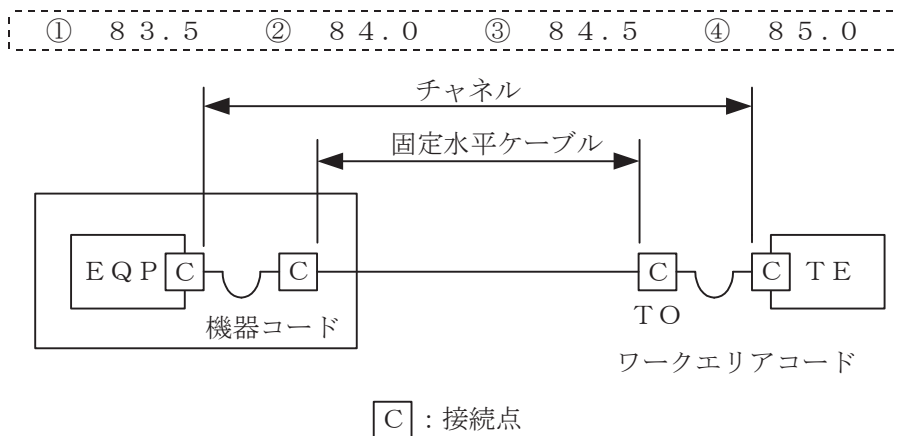 ① 83.5 ② 84.0 ③ 84.5 ④ 85.0
チャネル
固定水平ケーブル
EQP C C C C TE
TO
機器コード
ワークエリアコード
C :接続点